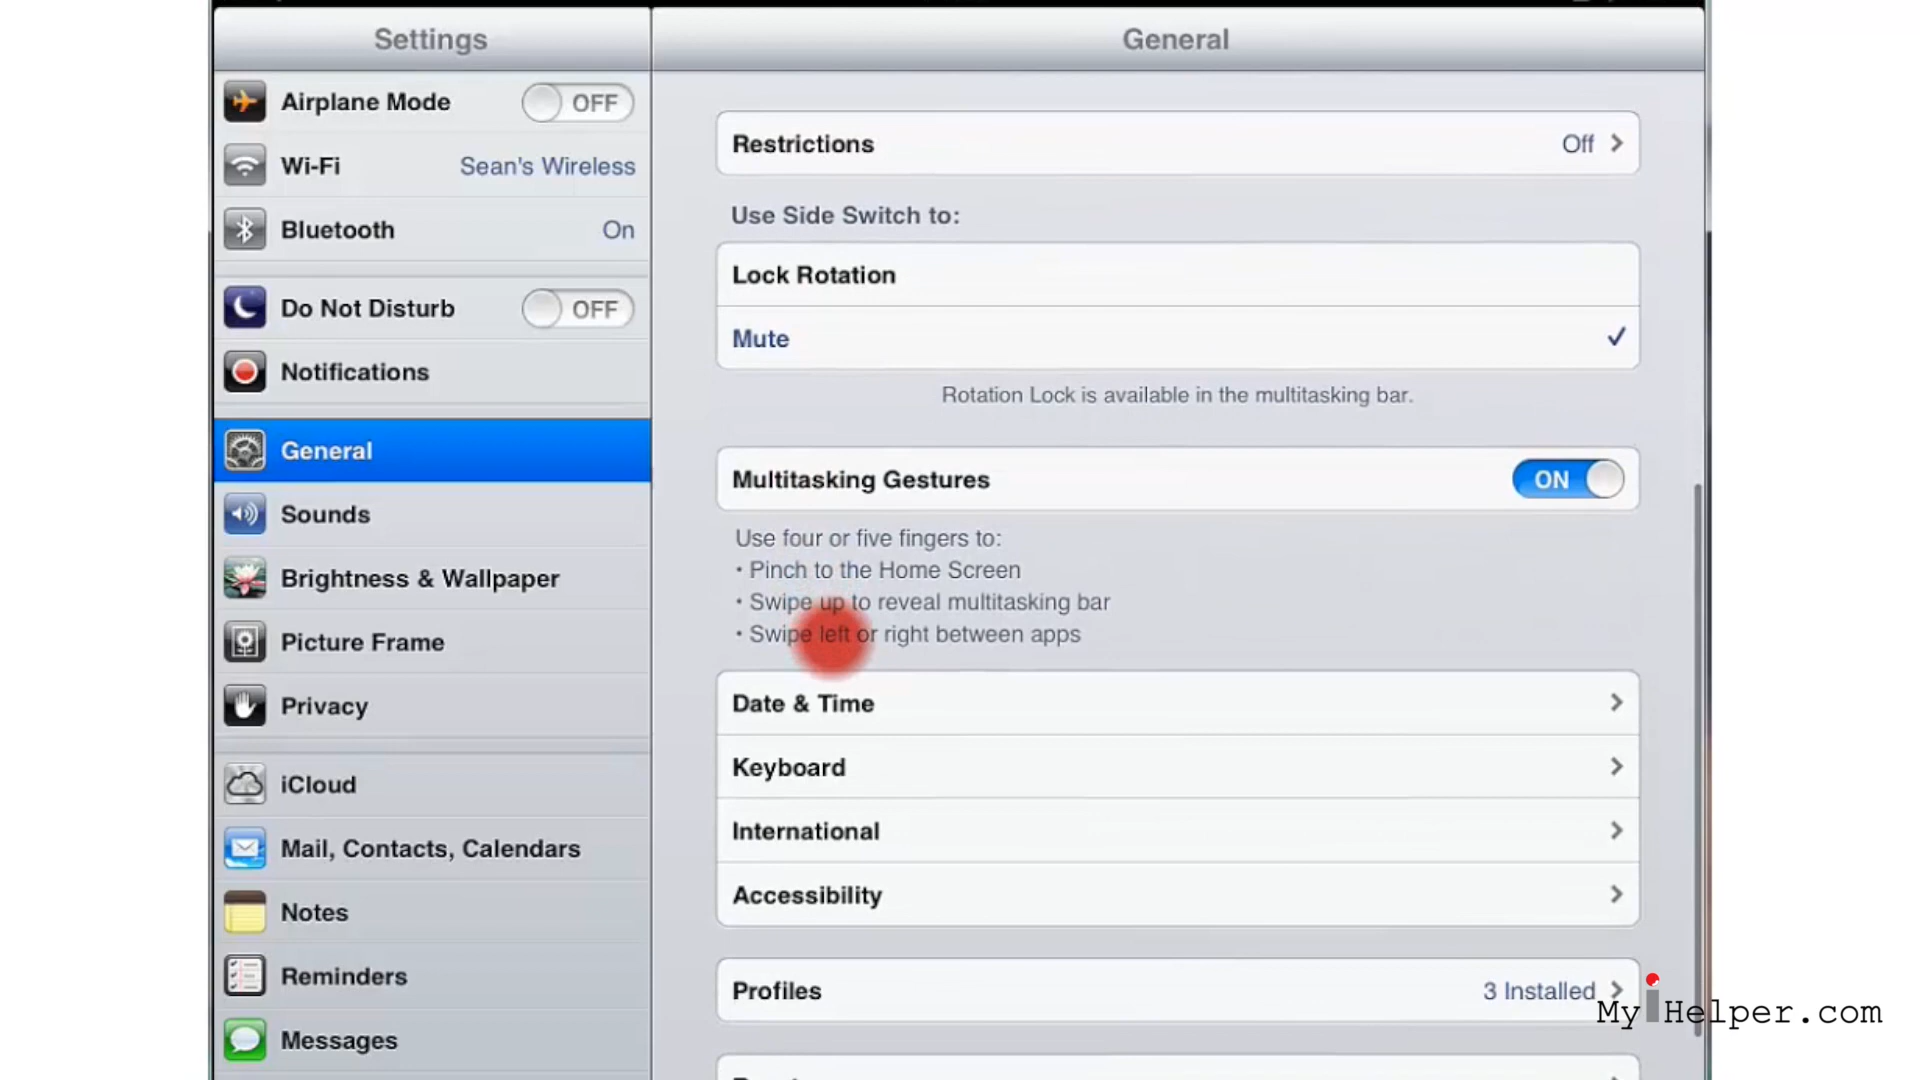 Settings
General
Airplane Mode OFF
Wi-Fi Sean's Wireless
Bluetooth On
Do Not Disturb OFF
Notifications
General
Sounds
Brightness & Wallpaper
Picture Frame
Privacy
iCloud
Mail, Contacts, Calendars
Notes
Reminders
Messages
Restrictions Off
Use Side Switch to:
Lock Rotation
Mute
Rotation Lock is available in the multitasking bar.
Multitasking Gestures ON
Use four or five fingers to:
• Pinch to the Home Screen
• Swipe up to reveal multitasking bar
• Swipe left or right between apps
Date & Time
Keyboard
International
Accessibility
Profiles 3 Installed
MyiHelper.com